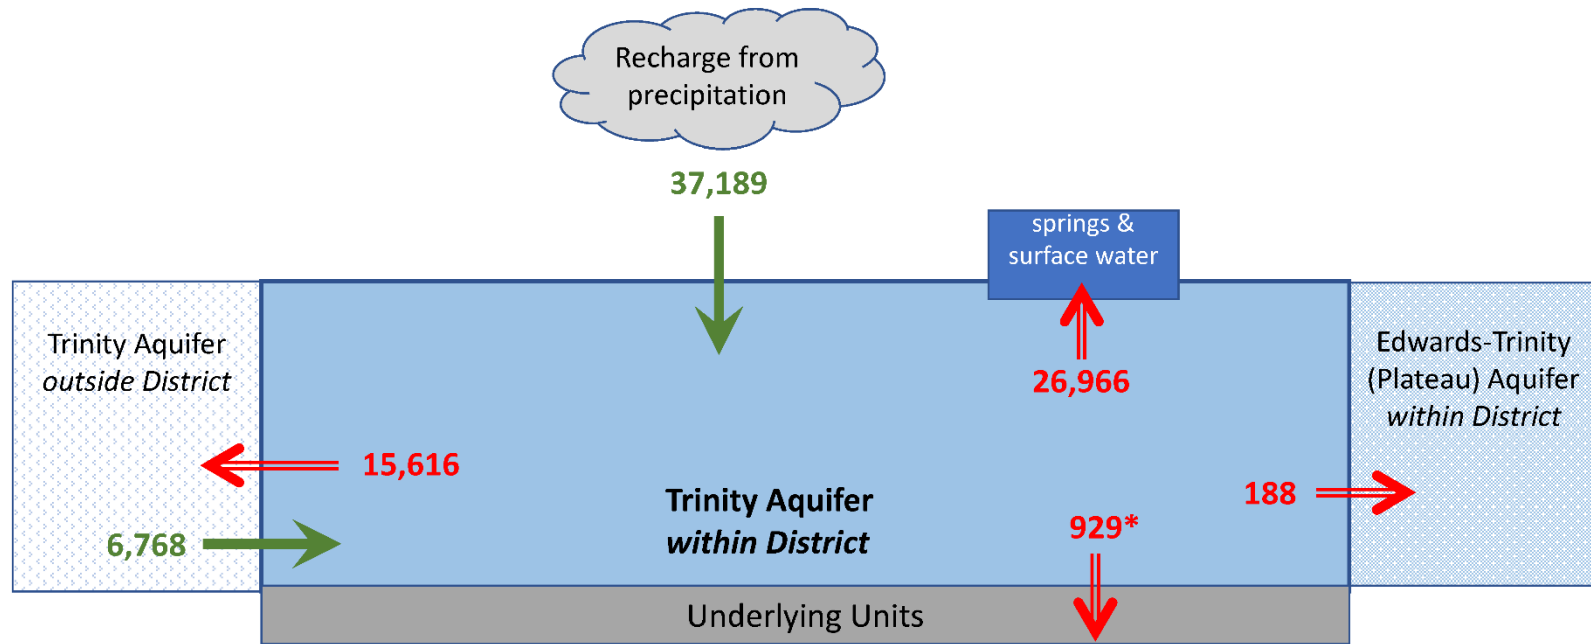 Recharge from
precipitation
37,189
springs &
surface water
Trinity Aquifer
outside District
Edwards-Trinity
(Plateau) Aquifer
within District
26,966
15,616
188
Trinity Aquifer
within District
929*
6,768
Underlying Units